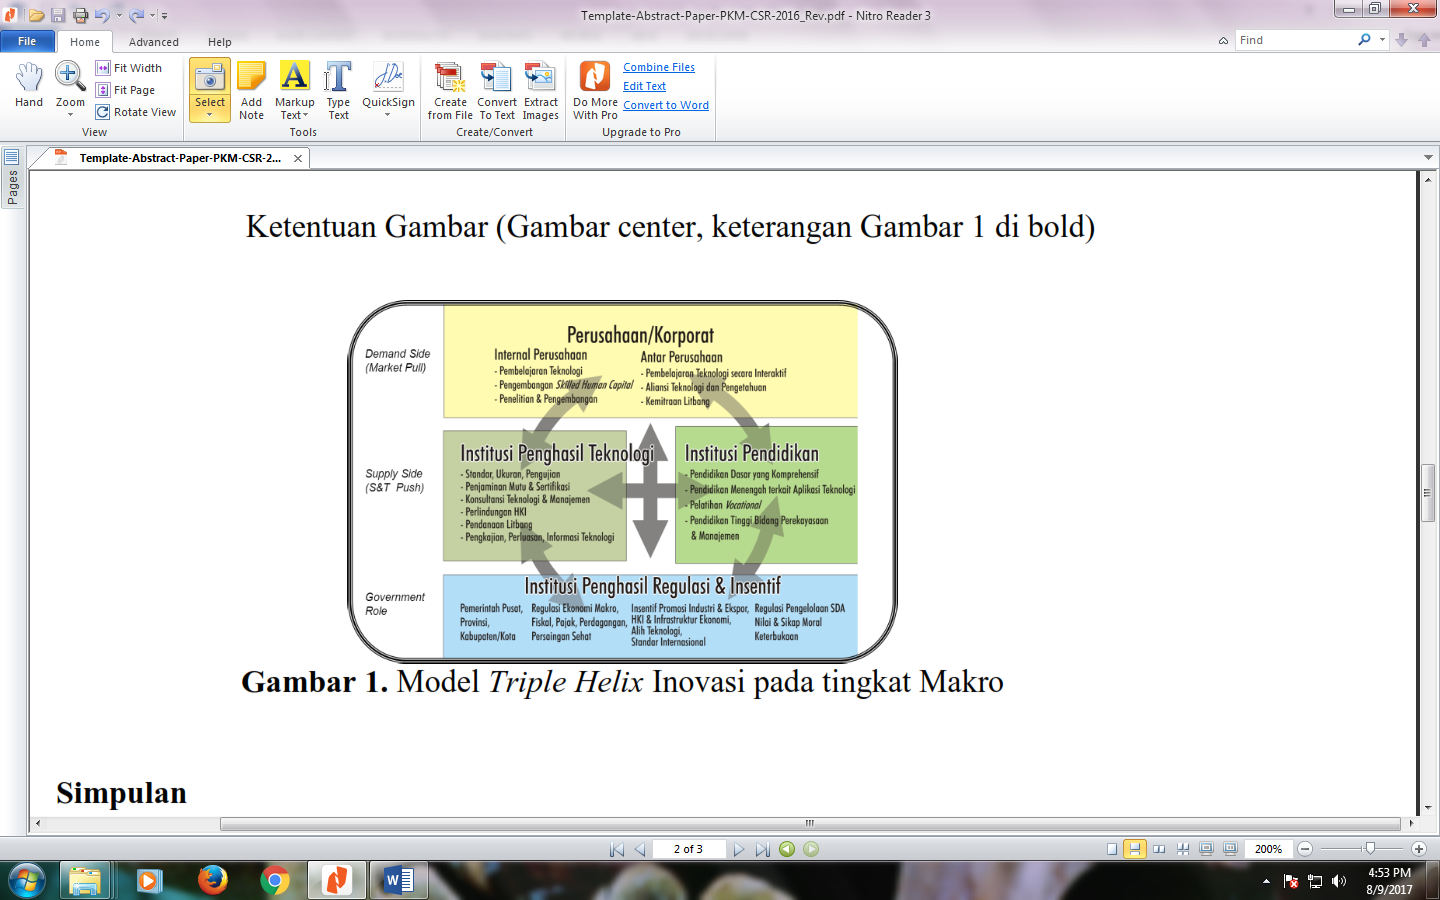 Template-Abstract-Paper-PKM-CSR-2016_Rev.pdf - Nitro Reader 3
File
Home
Advanced
Help
Find
Hand
Zoom
Fit Width
Fit Page
Rotate View
View
Select
Add Note
Markup Text
Type Text
QuickSign
Tools
Create from File
Convert To Text
Extract Images
Create/Convert
Do More With Pro
Combine Files
Edit Text
Convert to Word
Upgrade to Pro
Template-Abstract-Paper-PKM-CSR-2...
Pages
Ketentuan Gambar (Gambar center, keterangan Gambar 1 di bold)
Demand Side
(Market Pull)
Perusahaan/Korporat
Internal Perusahaan
- Pembelajaran Teknologi
- Pengembangan Skilled Human Capital
- Penelitian & Pengembangan
Antar Perusahaan
- Pembelajaran Teknologi secara Interaktif
- Aliansi Teknologi dan Pengetahuan
- Kemitraan Litbang
Supply Side
(S&T Push)
Institusi Penghasil Teknologi
- Standar, Ukuran, Pengujian
- Penjaminan Mutu & Sertifikasi
- Konsultansi Teknologi & Manajemen
- Perlindungan HKI
- Pendanaan Litbang
- Pengkajian, Perluasan, Informasi Teknologi
Institusi Pendidikan
- Pendidikan Dasar yang Komprehensif
- Pendidikan Menengah terkait Aplikasi Teknologi
- Pelatihan Vocational
- Pendidikan Tinggi Bidang Perekayasaan
& Manajemen
Government
Role
Institusi Penghasil Regulasi & Insentif
Pemerintah Pusat,
Provinsi,
Kabupaten/Kota
Regulasi Ekonomi Makro,
Fiskal, Pajak, Perdagangan,
Persaingan Sehat
Insentif Promosi Industri & Ekspor,
HKI & Infrastruktur Ekonomi,
Alih Teknologi,
Standar Internasional
Regulasi Pengelolaan SDA
Nilai & Sikap Moral
Keterbukaan
Gambar 1. Model Triple Helix Inovasi pada tingkat Makro
Simpulan
2 of 3
200%
4:53 PM
8/9/2017